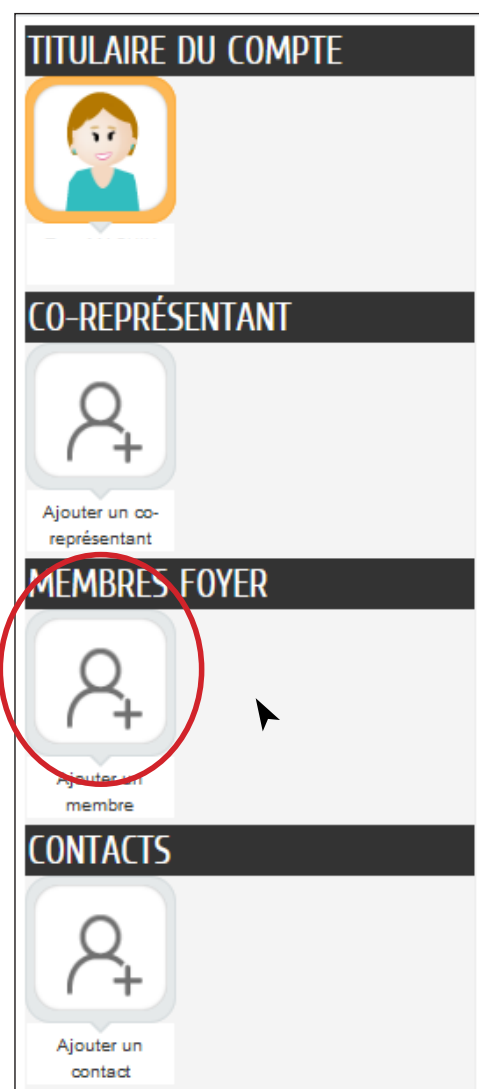 TITULAIRE DU COMPTE
CO-REPRÉSENTANT
Ajouter un co-
représentant
MEMBRES FOYER
Ajouter un
membre
CONTACTS
Ajouter un
contact